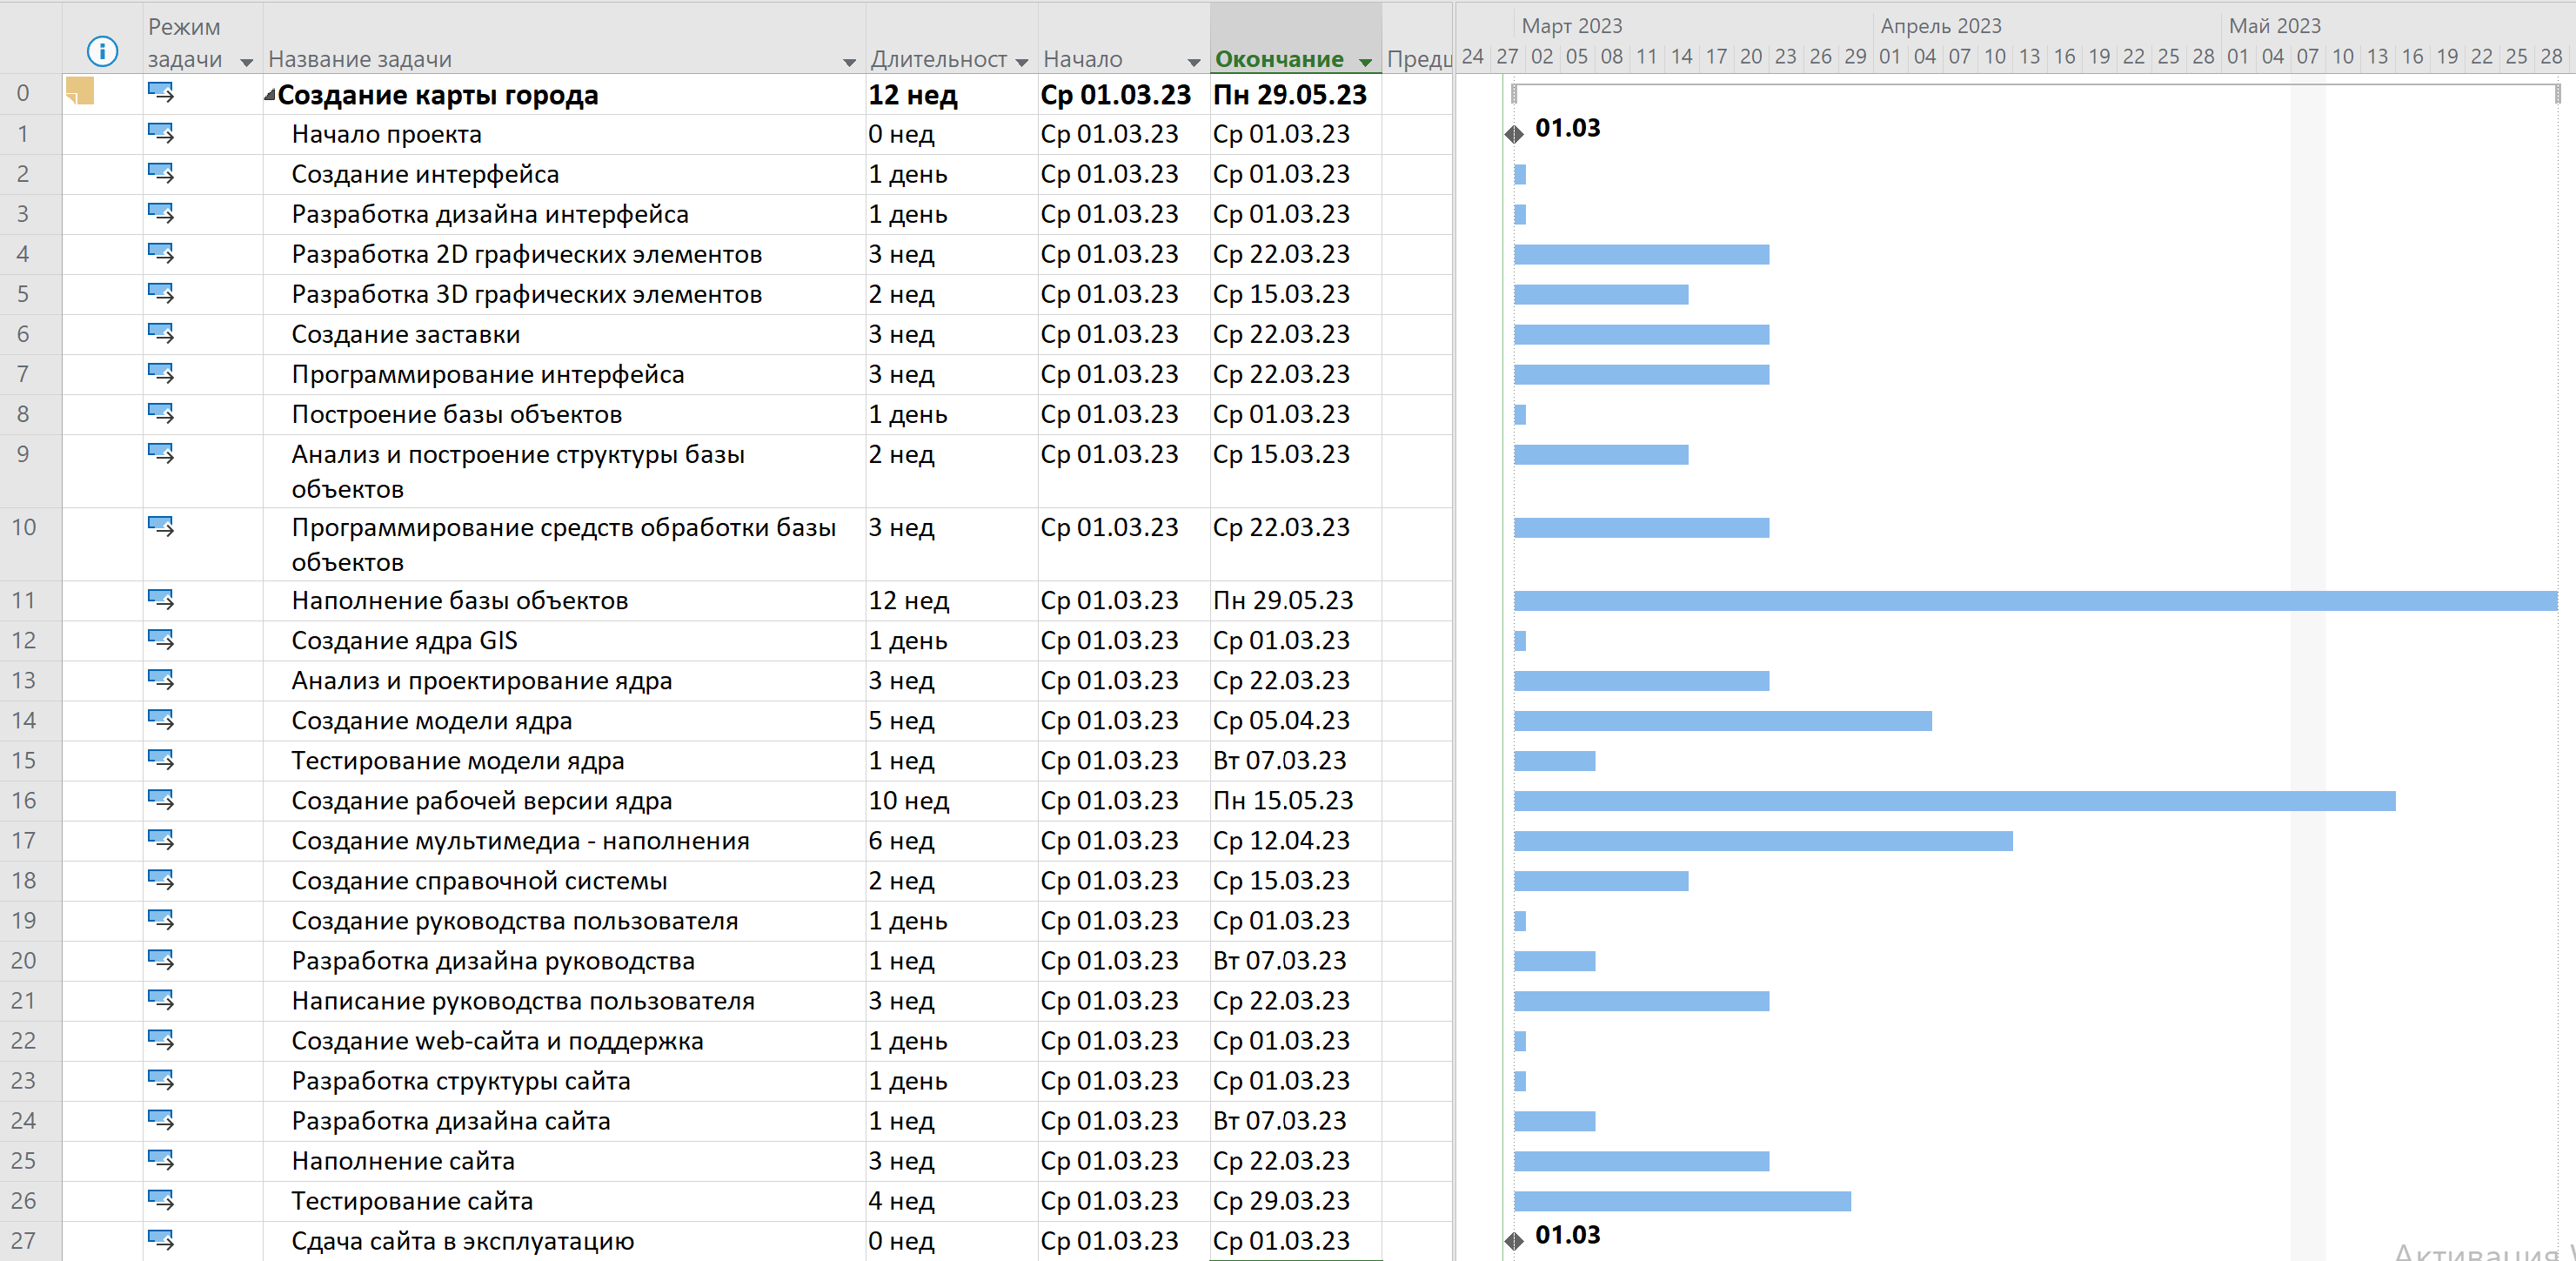 Режим задачи Название задачи Длительност Начало Окончание Предш
Март 2023 Апрель 2023 Май 2023
24 27 02 05 08 11 14 17 20 23 26 29 01 04 07 10 13 16 19 22 25 28 01 04 07 10 13 16 19 22 25 28
0 Создание карты города 12 нед Ср 01.03.23 Пн 29.05.23
1 Начало проекта 0 нед Ср 01.03.23 Ср 01.03.23 01.03
2 Создание интерфейса 1 день Ср 01.03.23 Ср 01.03.23
3 Разработка дизайна интерфейса 1 день Ср 01.03.23 Ср 01.03.23
4 Разработка 2D графических элементов 3 нед Ср 01.03.23 Ср 22.03.23
5 Разработка 3D графических элементов 2 нед Ср 01.03.23 Ср 15.03.23
6 Создание заставки 3 нед Ср 01.03.23 Ср 22.03.23
7 Программирование интерфейса 3 нед Ср 01.03.23 Ср 22.03.23
8 Построение базы объектов 1 день Ср 01.03.23 Ср 01.03.23
9 Анализ и построение структуры базы объектов 2 нед Ср 01.03.23 Ср 15.03.23
10 Программирование средств обработки базы объектов 3 нед Ср 01.03.23 Ср 22.03.23
11 Наполнение базы объектов 12 нед Ср 01.03.23 Пн 29.05.23
12 Создание ядра GIS 1 день Ср 01.03.23 Ср 01.03.23
13 Анализ и проектирование ядра 3 нед Ср 01.03.23 Ср 22.03.23
14 Создание модели ядра 5 нед Ср 01.03.23 Ср 05.04.23
15 Тестирование модели ядра 1 нед Ср 01.03.23 Вт 07.03.23
16 Создание рабочей версии ядра 10 нед Ср 01.03.23 Пн 15.05.23
17 Создание мультимедиа - наполнения 6 нед Ср 01.03.23 Ср 12.04.23
18 Создание справочной системы 2 нед Ср 01.03.23 Ср 15.03.23
19 Создание руководства пользователя 1 день Ср 01.03.23 Ср 01.03.23
20 Разработка дизайна руководства 1 нед Ср 01.03.23 Вт 07.03.23
21 Написание руководства пользователя 3 нед Ср 01.03.23 Ср 22.03.23
22 Создание web-сайта и поддержка 1 день Ср 01.03.23 Ср 01.03.23
23 Разработка структуры сайта 1 день Ср 01.03.23 Ср 01.03.23
24 Разработка дизайна сайта 1 нед Ср 01.03.23 Вт 07.03.23
25 Наполнение сайта 3 нед Ср 01.03.23 Ср 22.03.23
26 Тестирование сайта 4 нед Ср 01.03.23 Ср 29.03.23
27 Сдача сайта в эксплуатацию 0 нед Ср 01.03.23 Ср 01.03.23 01.03
Активация